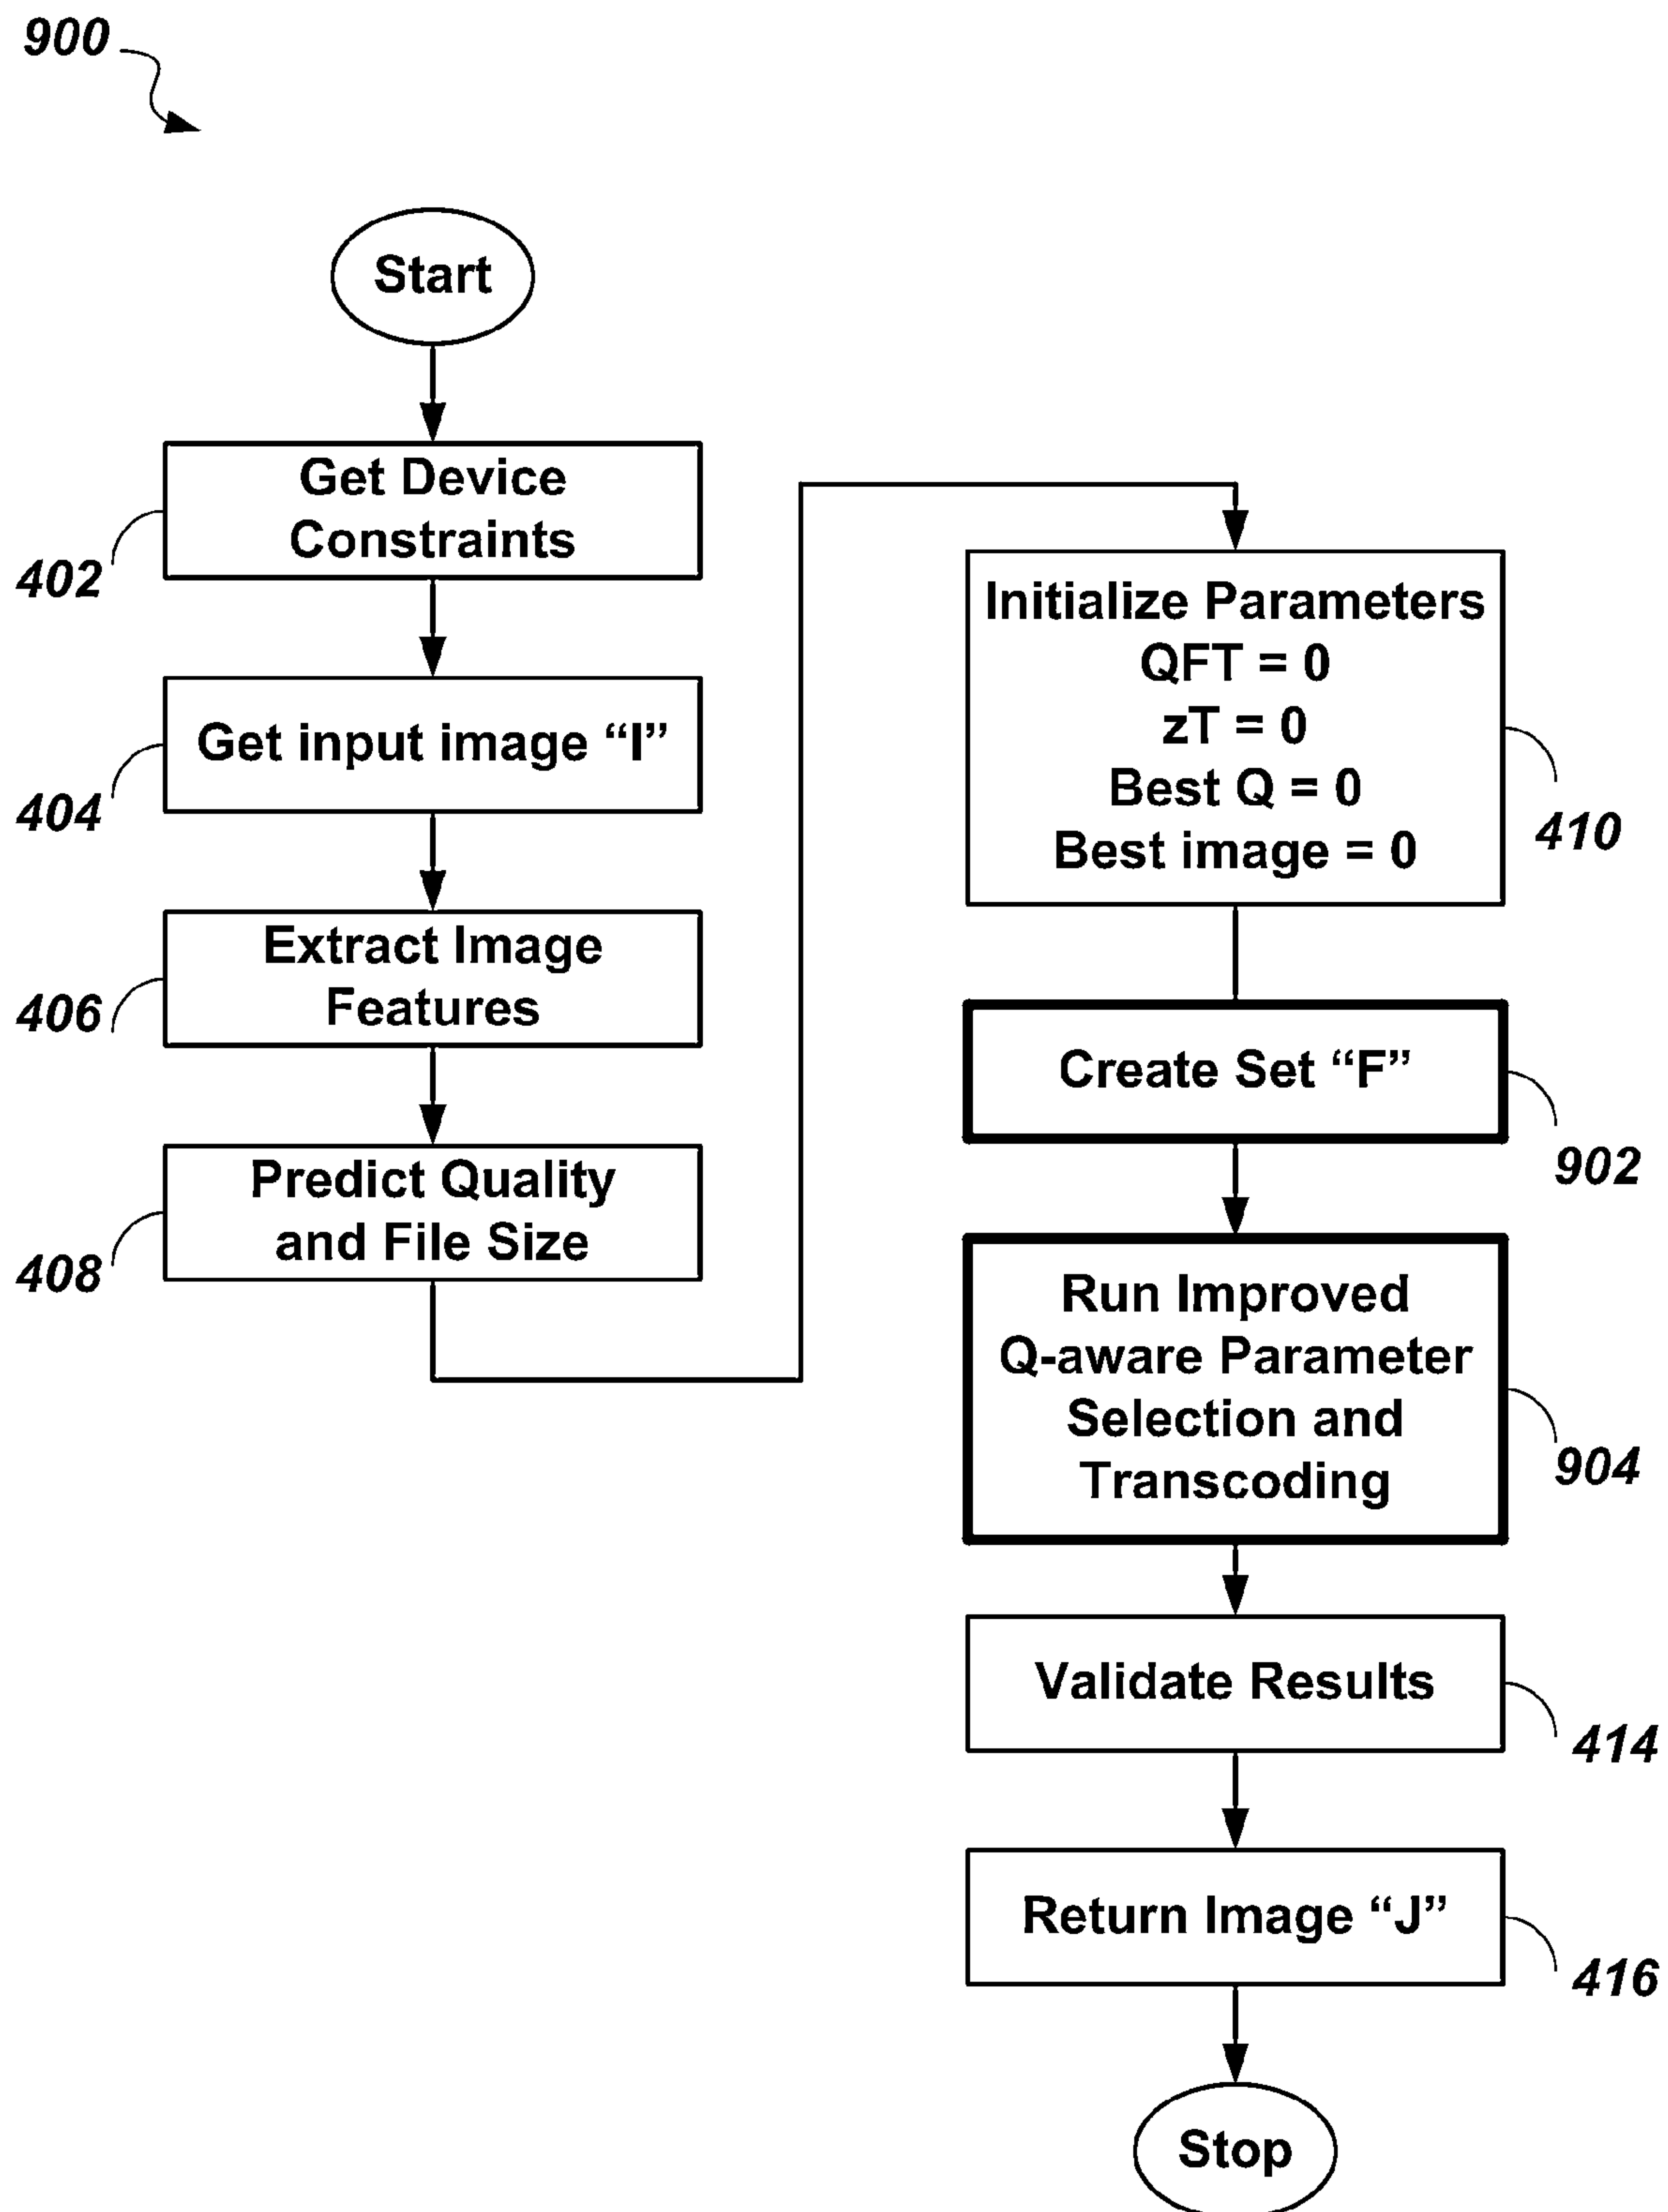 900
Start
Get Device
Constraints
402
Get input image “I”
404
Extract Image
Features
406
Predict Quality
and File Size
408
Initialize Parameters
QFT = 0
zT = 0
Best Q = 0
Best image = 0
410
Create Set “F”
902
Run Improved
Q-aware Parameter
Selection and
Transcoding
904
Validate Results
414
Return Image “J”
416
Stop